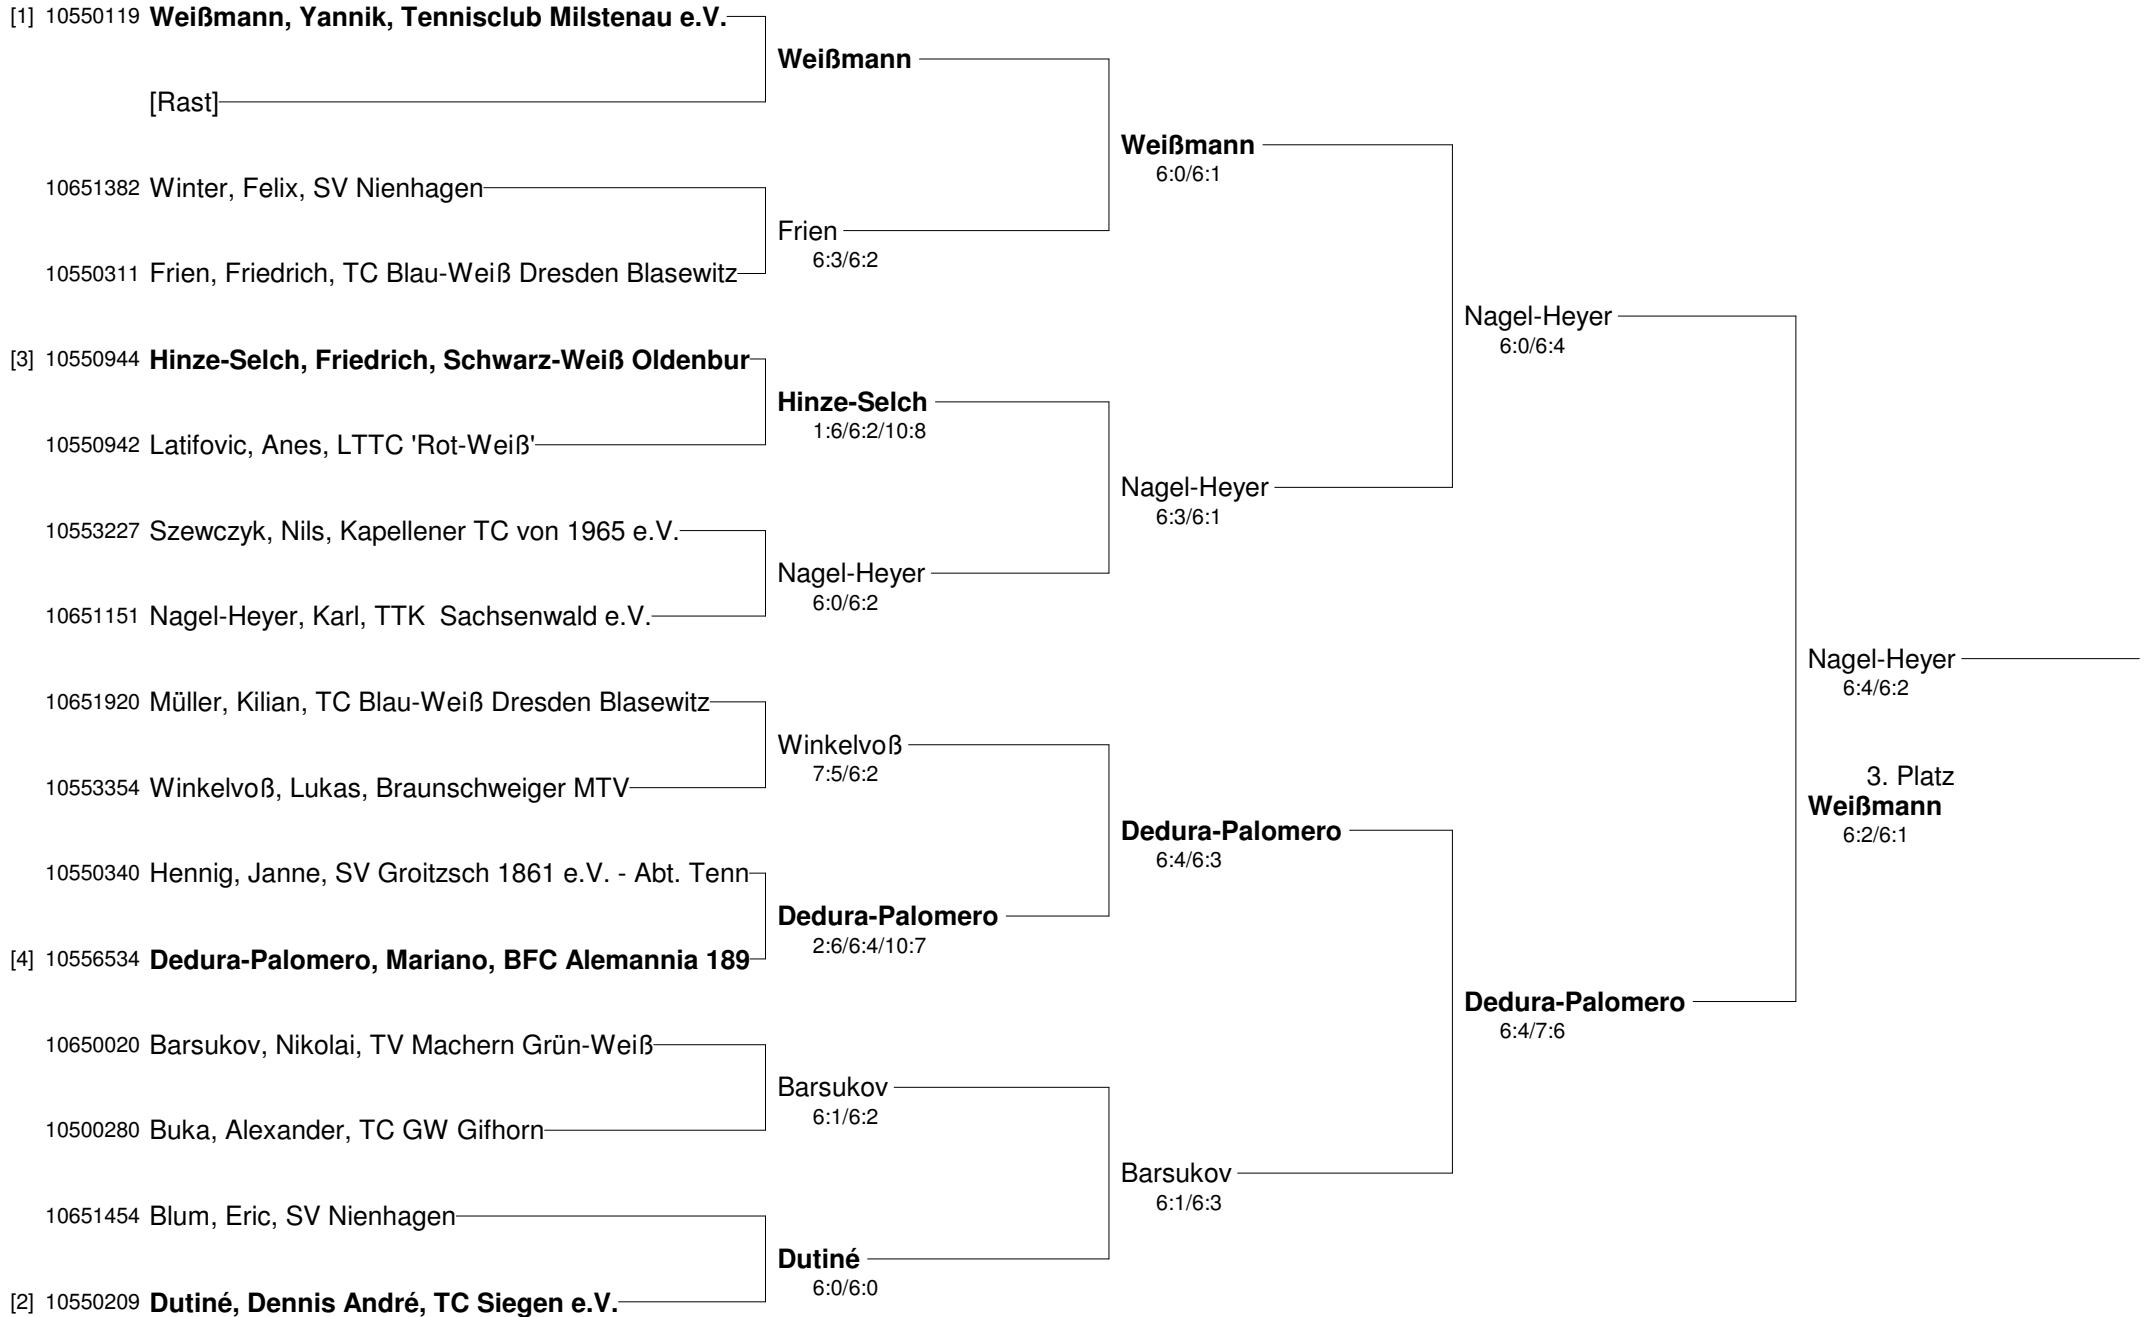 [1] 10550119 Weißmann, Yannik, Tennisclub Milstenau e.V.
Weißmann
[Rast]
Weißmann
6:0/6:1
10651382 Winter, Felix, SV Nienhagen
Frien
6:3/6:2
10550311 Frien, Friedrich, TC Blau-Weiß Dresden Blasewitz
Nagel-Heyer
6:0/6:4
[3] 10550944 Hinze-Selch, Friedrich, Schwarz-Weiß Oldenbur
Hinze-Selch
1:6/6:2/10:8
10550942 Latifovic, Anes, LTTC 'Rot-Weiß'
Nagel-Heyer
6:3/6:1
10553227 Szewczyk, Nils, Kapellener TC von 1965 e.V.
Nagel-Heyer
6:0/6:2
10651151 Nagel-Heyer, Karl, TTK  Sachsenwald e.V.
Nagel-Heyer
6:4/6:2
10651920 Müller, Kilian, TC Blau-Weiß Dresden Blasewitz
Winkelvoß
7:5/6:2
3. Platz
Weißmann
6:2/6:1
10553354 Winkelvoß, Lukas, Braunschweiger MTV
Dedura-Palomero
6:4/6:3
10550340 Hennig, Janne, SV Groitzsch 1861 e.V. - Abt. Tenn
Dedura-Palomero
2:6/6:4/10:7
[4] 10556534 Dedura-Palomero, Mariano, BFC Alemannia 189
Dedura-Palomero
6:4/7:6
10650020 Barsukov, Nikolai, TV Machern Grün-Weiß
Barsukov
6:1/6:2
10500280 Buka, Alexander, TC GW Gifhorn
Barsukov
6:1/6:3
10651454 Blum, Eric, SV Nienhagen
Dutiné
6:0/6:0
[2] 10550209 Dutiné, Dennis André, TC Siegen e.V.